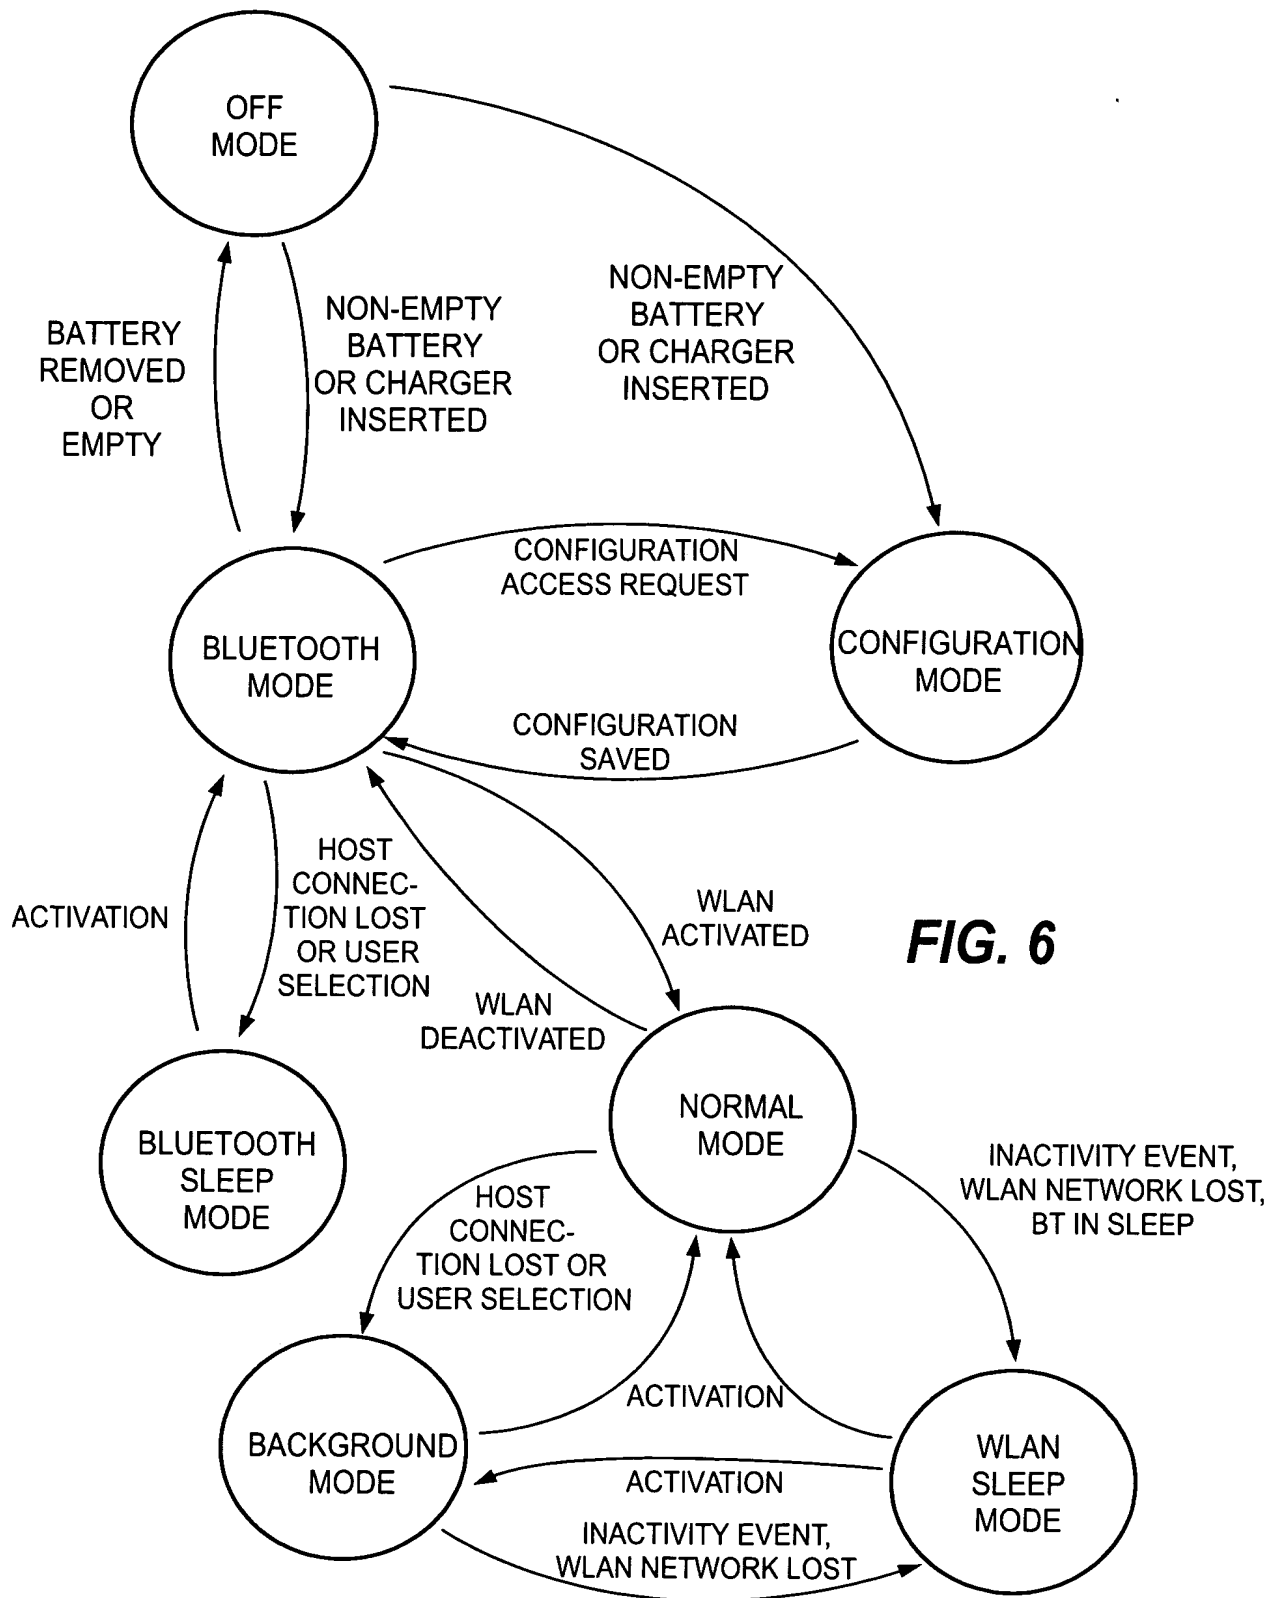 OFF
MODE
BATTERY
REMOVED
OR
EMPTY
NON-EMPTY
BATTERY
OR CHARGER
INSERTED
NON-EMPTY
BATTERY
OR CHARGER
INSERTED
CONFIGURATION
ACCESS REQUEST
BLUETOOTH
MODE
CONFIGURATION
MODE
CONFIGURATION
SAVED
ACTIVATION
HOST
CONNEC-
TION LOST
OR USER
SELECTION
WLAN
ACTIVATED
FIG. 6
WLAN
DEACTIVATED
BLUETOOTH
SLEEP
MODE
NORMAL
MODE
INACTIVITY EVENT,
WLAN NETWORK LOST,
BT IN SLEEP
HOST
CONNEC-
TION LOST OR
USER SELECTION
ACTIVATION
BACKGROUND
MODE
WLAN
SLEEP
MODE
ACTIVATION
INACTIVITY EVENT,
WLAN NETWORK LOST